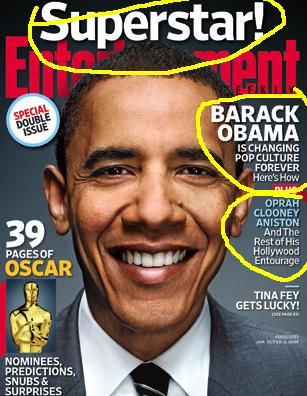 Superstar!
Entertainment
WEEKLY
SPECIAL
DOUBLE
ISSUE
BARACK
OBAMA
IS CHANGING
POP CULTURE
FOREVER
Here's How
PLUS
OPRAH
CLOONEY
ANISTON
And The
Rest of His
Hollywood
Entourage
39
PAGES OF
OSCAR
TINA FEY
GETS LUCKY!
NOMINEES,
PREDICTIONS,
SNUBS &
SURPRISES